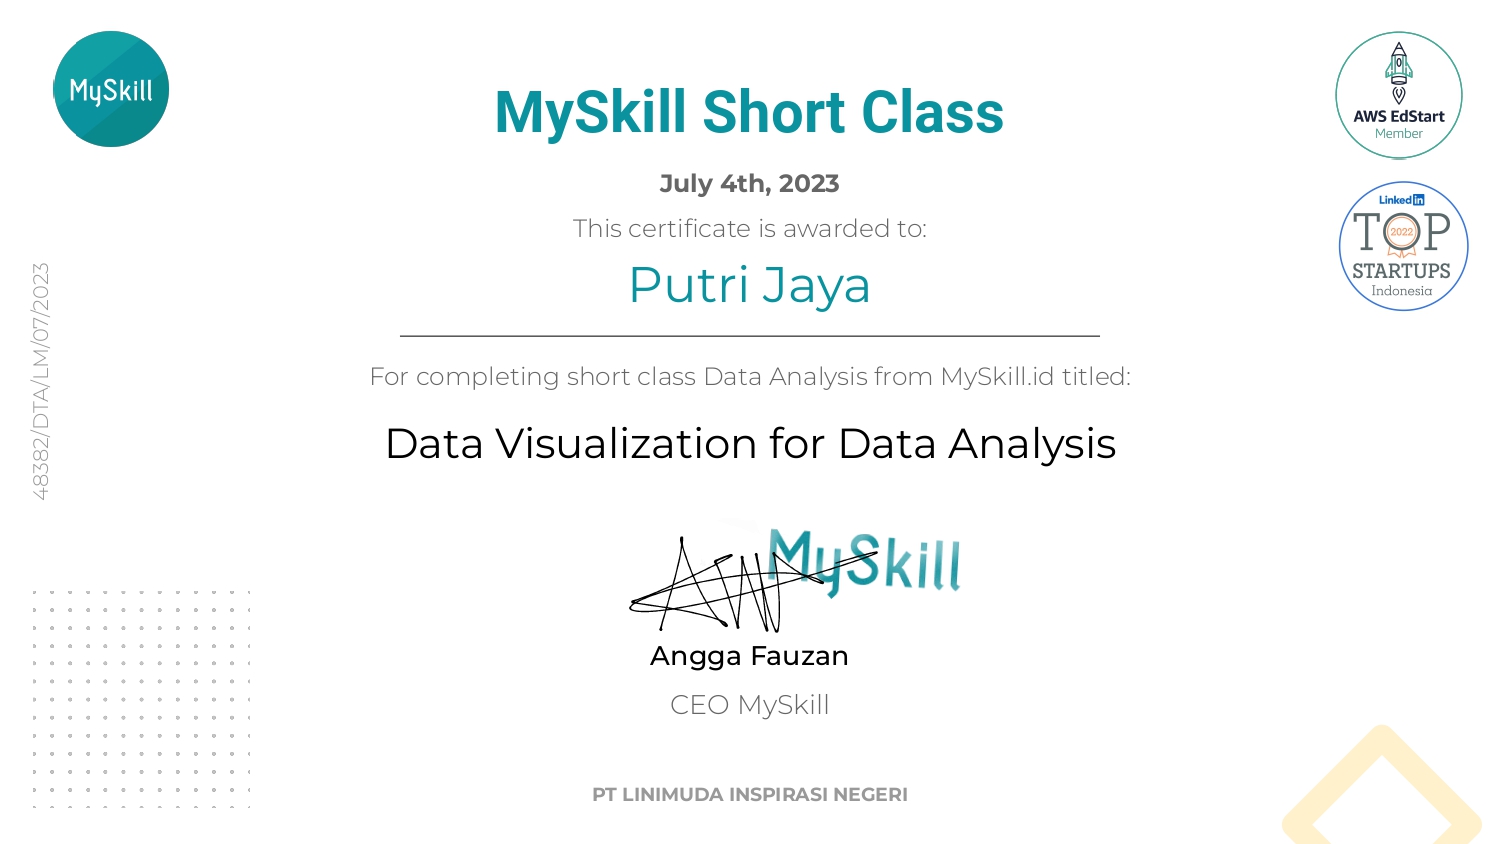 MySkill
MySkill Short Class
July 4th, 2023
This certificate is awarded to:
Putri Jaya
For completing short class Data Analysis from MySkill.id titled:
Data Visualization for Data Analysis
MySkill
Angga Fauzan
CEO MySkill
PT LINIMUDA INSPIRASI NEGERI
48382/DTA/LM/07/2023
AWS EdStart
Member
Linked in
TOP
2022
STARTUPS
Indonesia